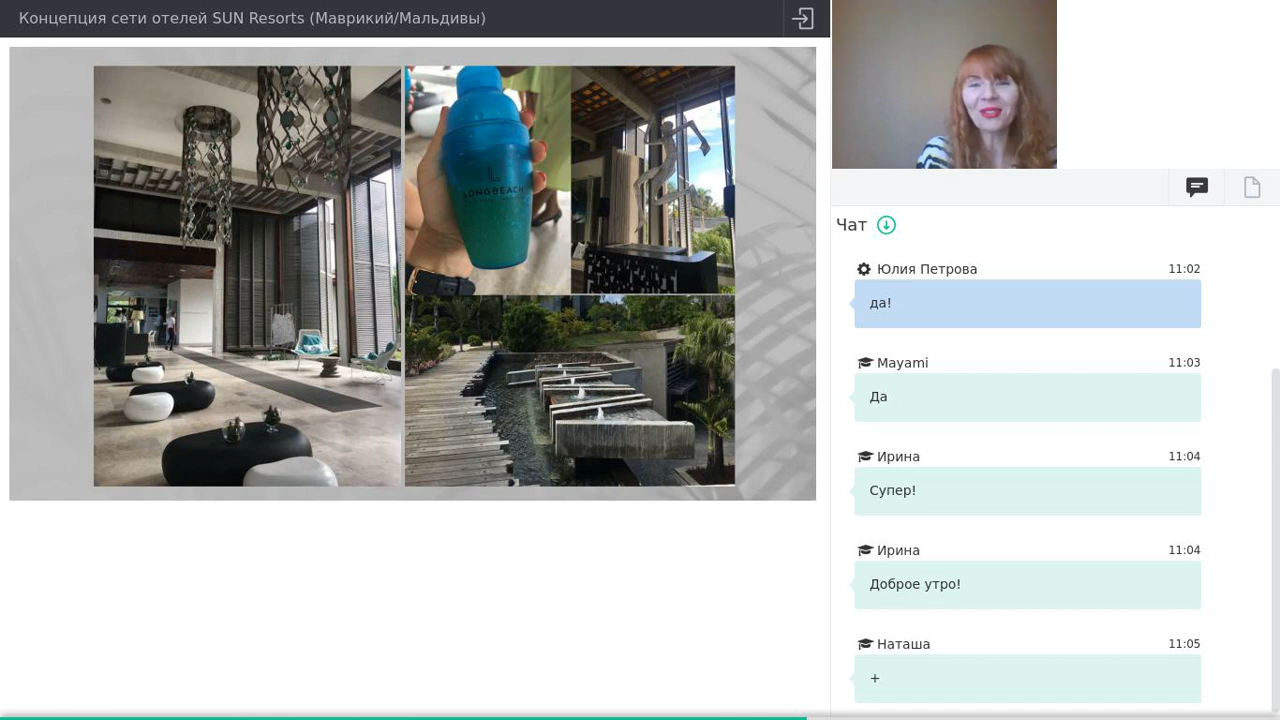 Концепция сети отелей SUN Resorts (Маврикий/Мальдивы)
L
LONGBEACH
Чат
Юлия Петрова 11:02
да!
Mayami 11:03
Да
Ирина 11:04
Супер!
Ирина 11:04
Доброе утро!
Наташа 11:05
+